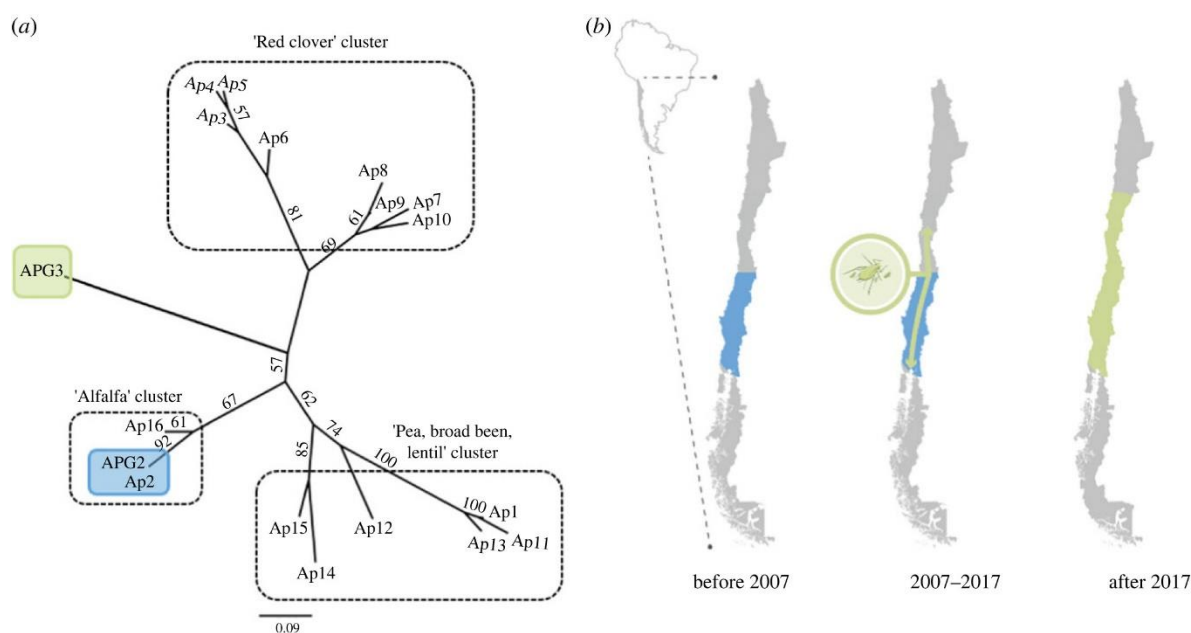 (a)
'Red clover' cluster
Ap4 Ap5
57
Ap3
Ap6
Ap8
81
61 Ap9 Ap7
Ap10
69
APG3
57
'Alfalfa' cluster
67
62
Ap16 61
92
74
'Pea, broad been,
lentil' cluster
APG2
Ap2
85
100
100 Ap1
Ap15
Ap12
Ap13 Ap11
Ap14
0.09
(b)
before 2007
2007–2017
after 2017